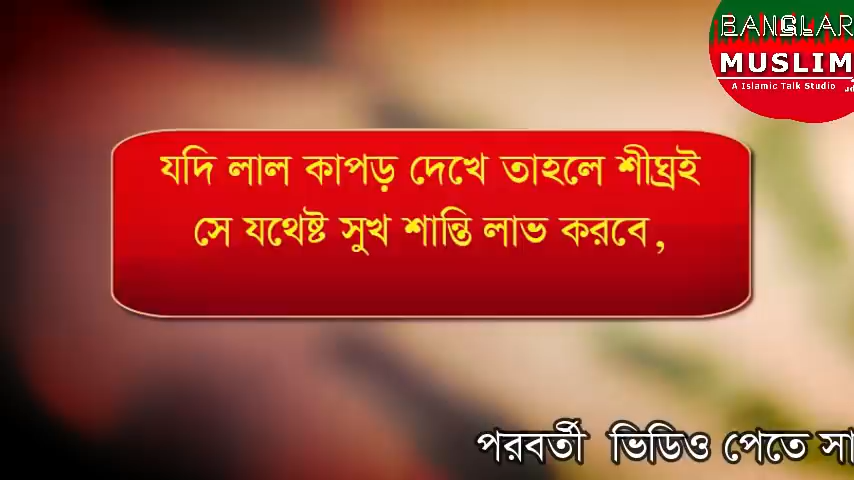 BANGLAR
MUSLIM
A Islamic Talk Studio
যদি লাল কাপড় দেখে তাহলে শীঘ্রই
সে যথেষ্ট সুখ শান্তি লাভ করবে,
পরবর্তী ভিডিও পেতে